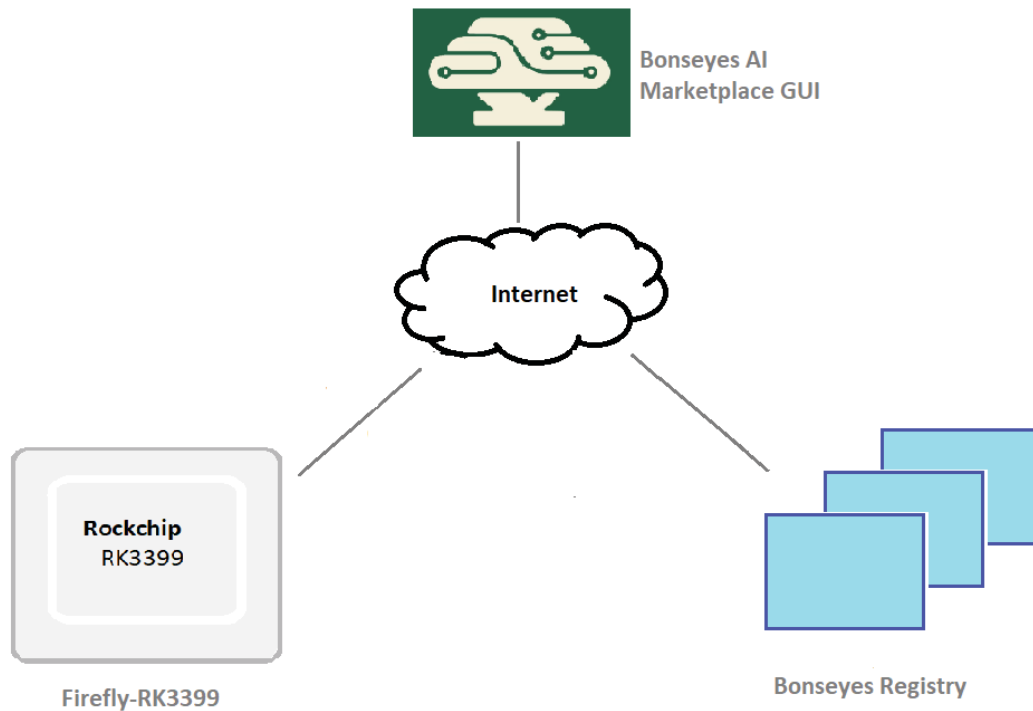 Bonseyes AI
Marketplace GUI
Internet
Rockchip
RK3399
Firefly-RK3399
Bonseyes Registry